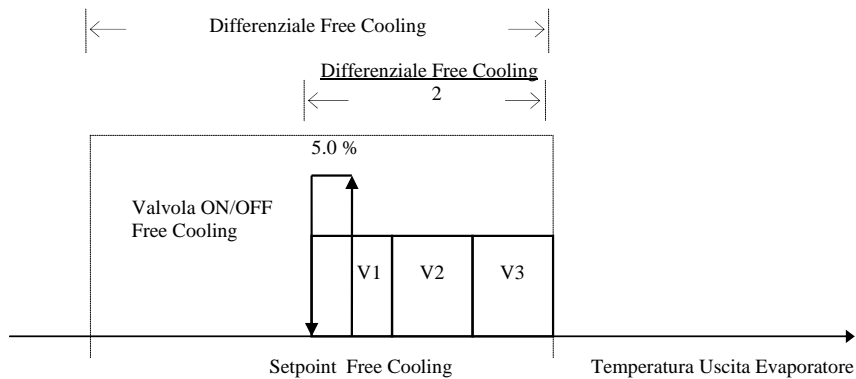 Differenziale Free Cooling
Differenziale Free Cooling
2
5.0 %
Valvola ON/OFF
Free Cooling
V1
V2
V3
Setpoint Free Cooling
Temperatura Uscita Evaporatore